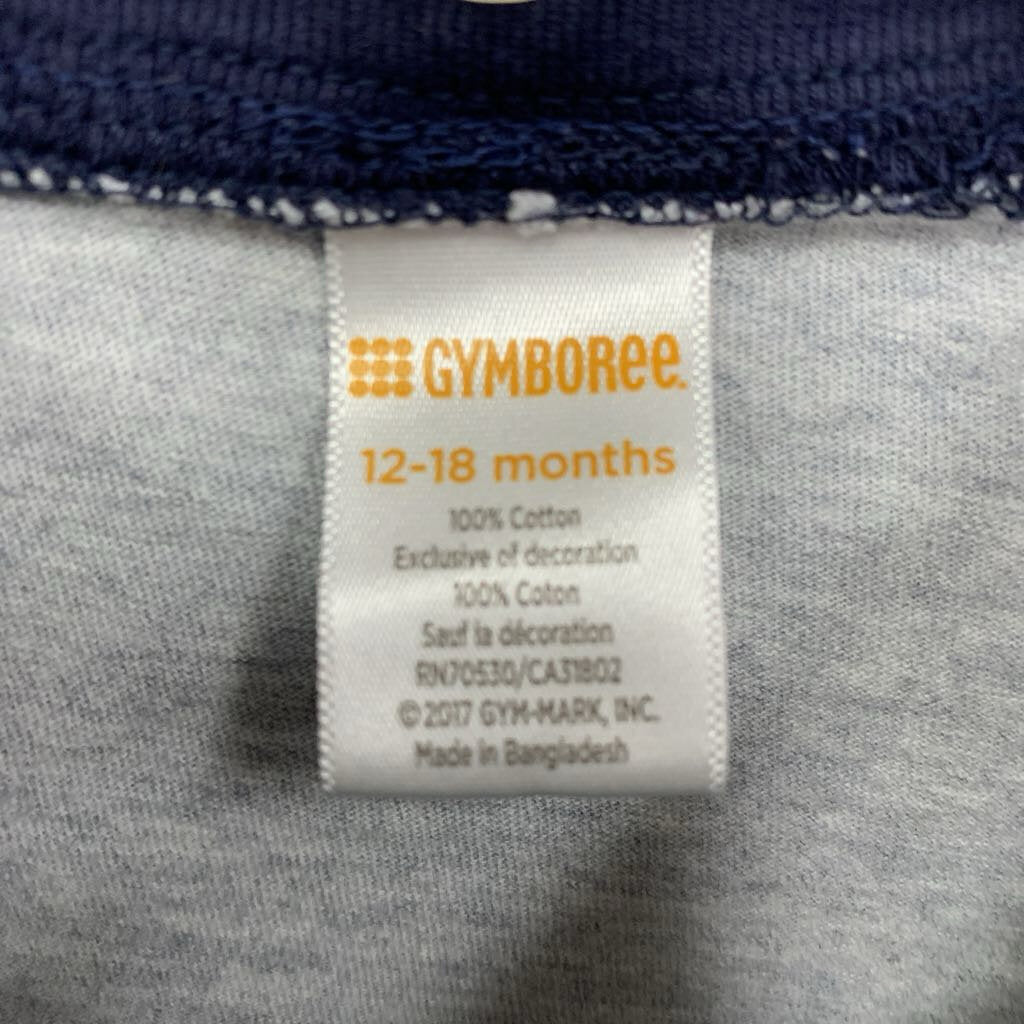 GYMBOREE.
12-18 months
100% Cotton
Exclusive of decoration
100% Coton
Sauf la décoration
RN70530/CA31802
©2017 GYM-MARK, INC.
Made in Bangladesh